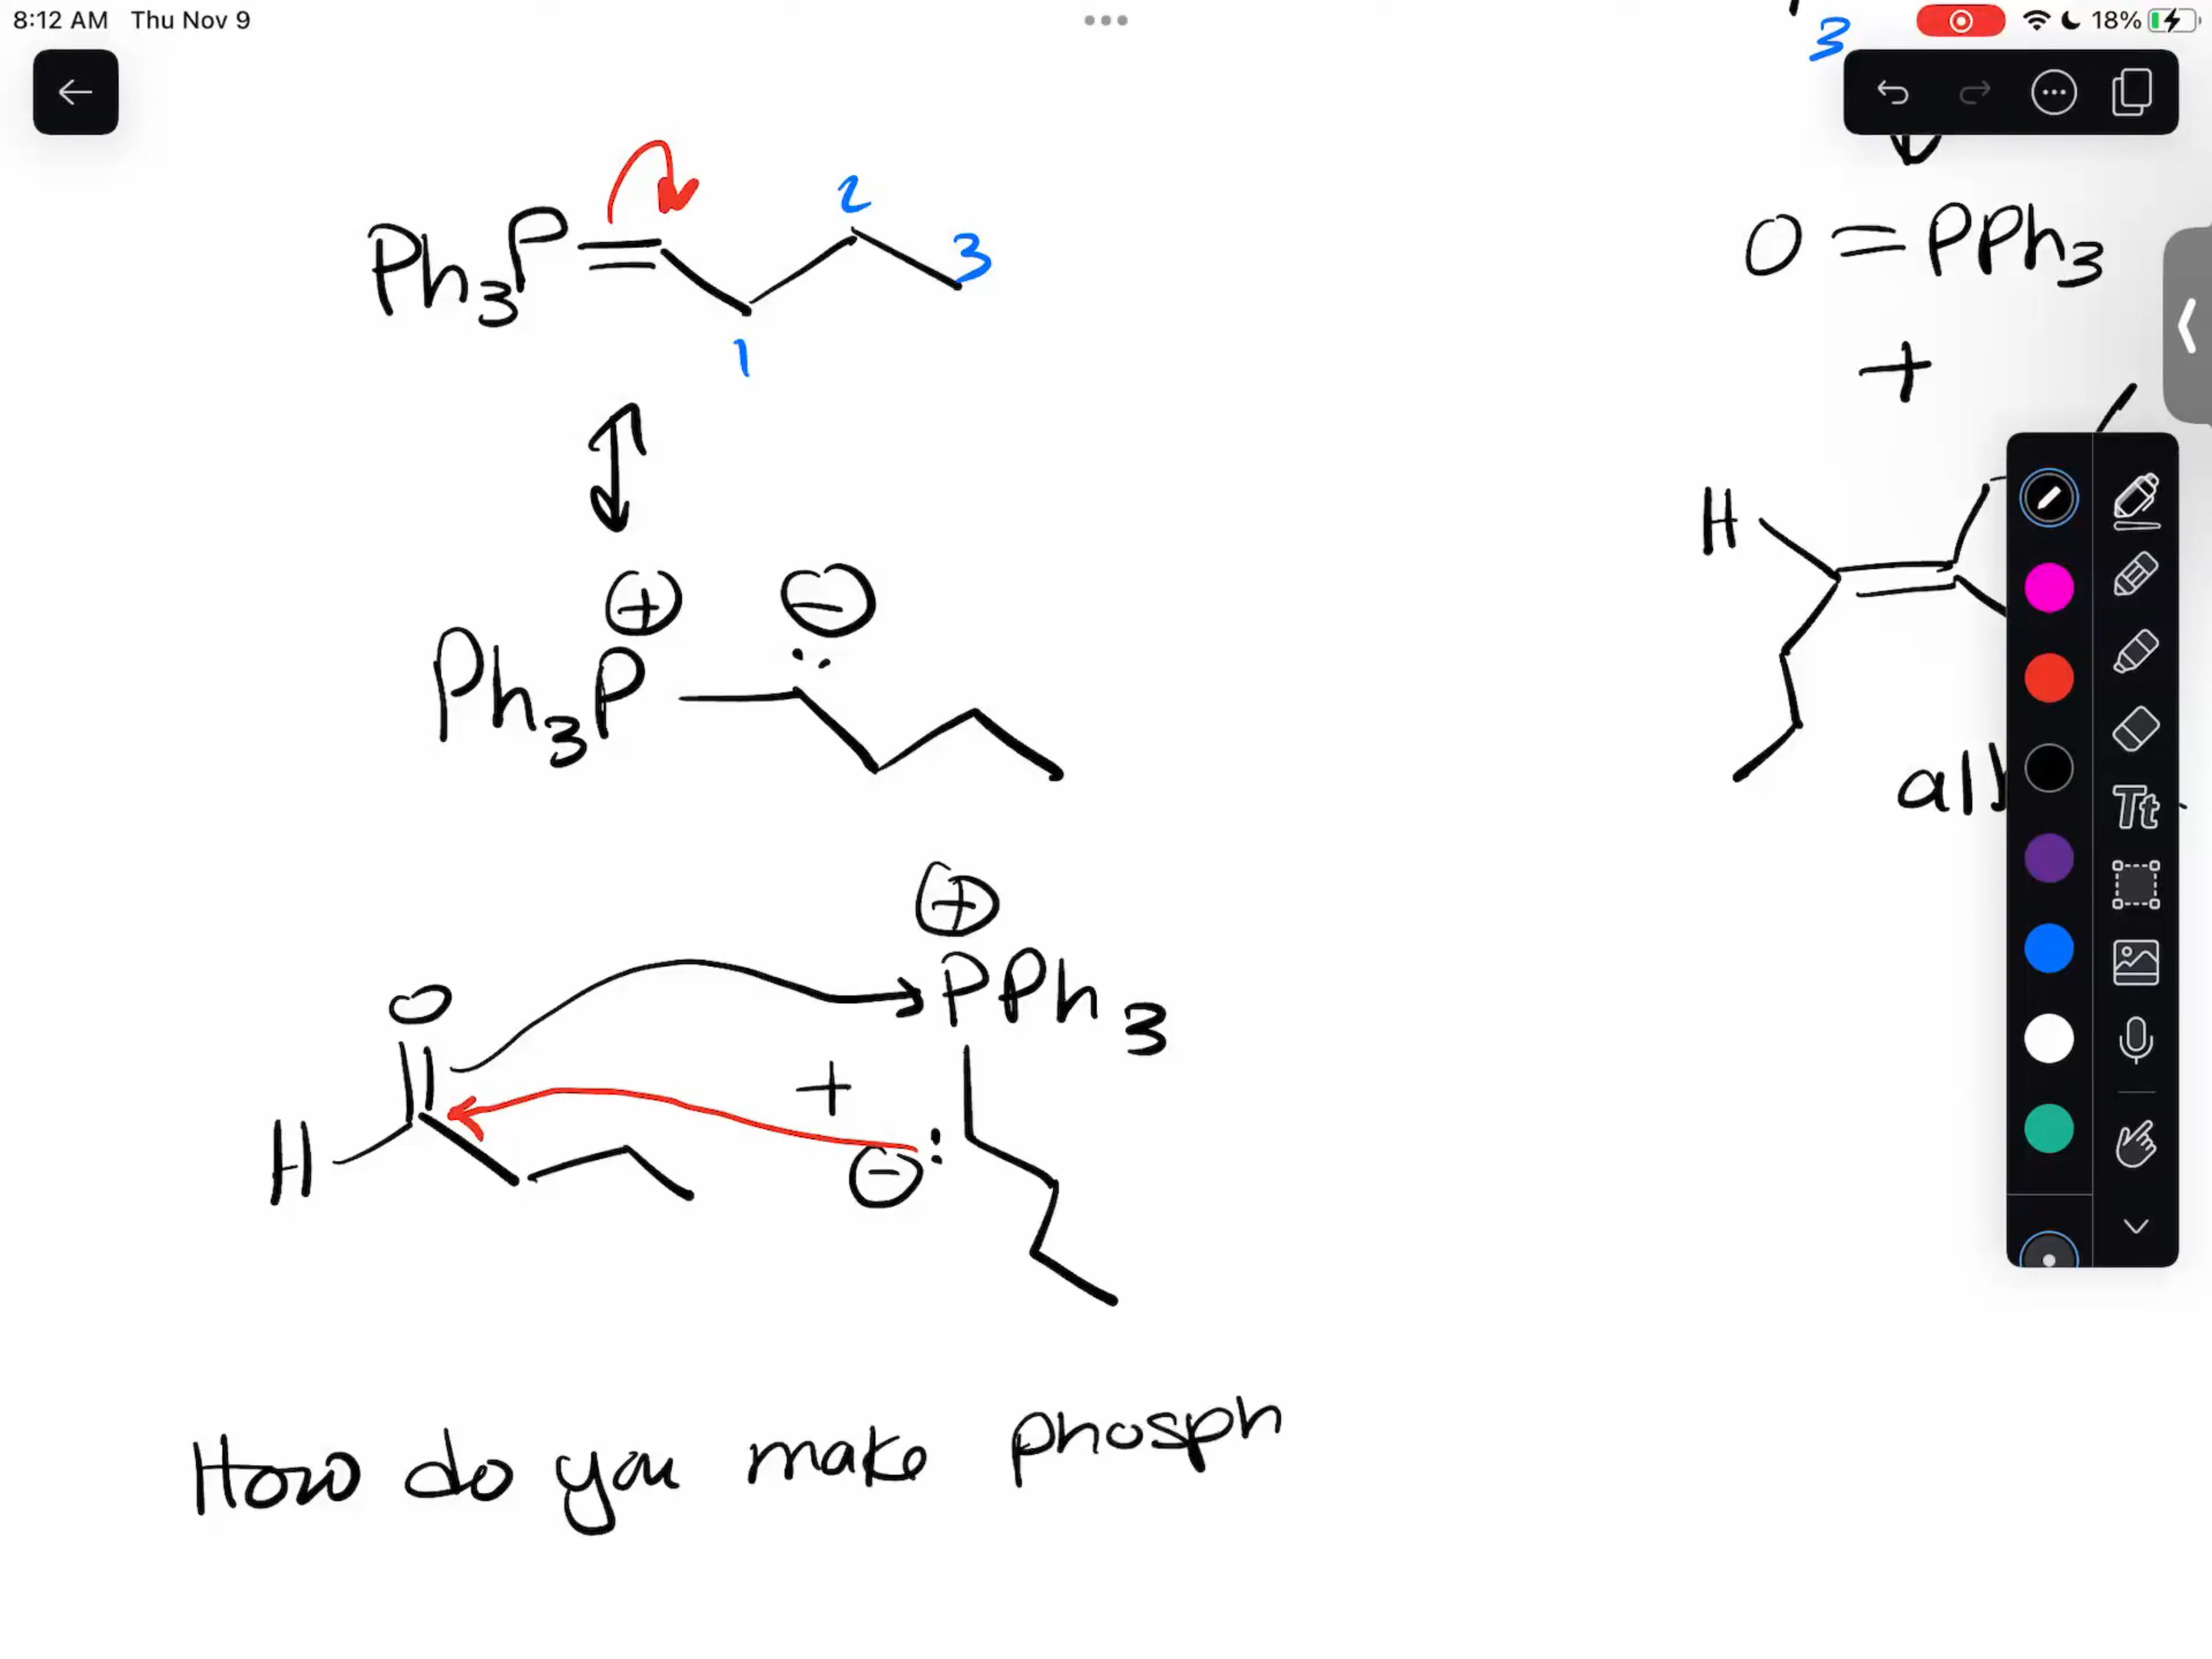 8:12 AM Thu Nov 9
18%
3
Ph3P
2
3
1
O = PPh3
+
H
+ −
Ph3P
Tt
+
O
PPh3
+
H
−
How do you make phosph